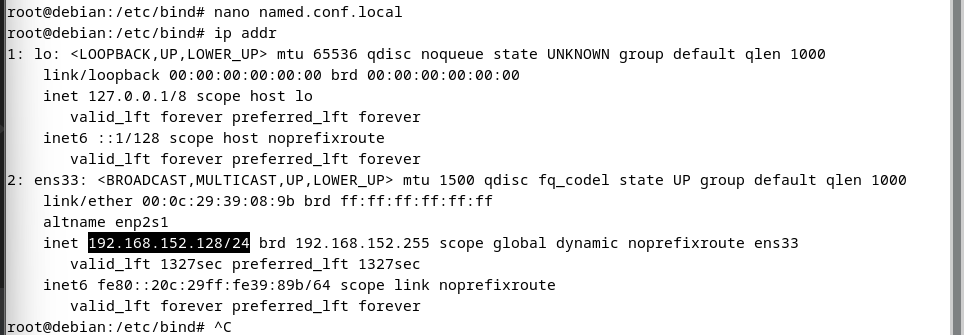 root@debian:/etc/bind# nano named.conf.local
root@debian:/etc/bind# ip addr
1: lo: <LOOPBACK,UP,LOWER_UP> mtu 65536 qdisc noqueue state UNKNOWN group default qlen 1000
    link/loopback 00:00:00:00:00:00 brd 00:00:00:00:00:00
    inet 127.0.0.1/8 scope host lo
       valid_lft forever preferred_lft forever
    inet6 ::1/128 scope host noprefixroute
       valid_lft forever preferred_lft forever
2: ens33: <BROADCAST,MULTICAST,UP,LOWER_UP> mtu 1500 qdisc fq_codel state UP group default qlen 1000
    link/ether 00:0c:29:39:08:9b brd ff:ff:ff:ff:ff:ff
    altname enp2s1
    inet 192.168.152.128/24 brd 192.168.152.255 scope global dynamic noprefixroute ens33
       valid_lft 1327sec preferred_lft 1327sec
    inet6 fe80::20c:29ff:fe39:89b/64 scope link noprefixroute
       valid_lft forever preferred_lft forever
root@debian:/etc/bind# ^C